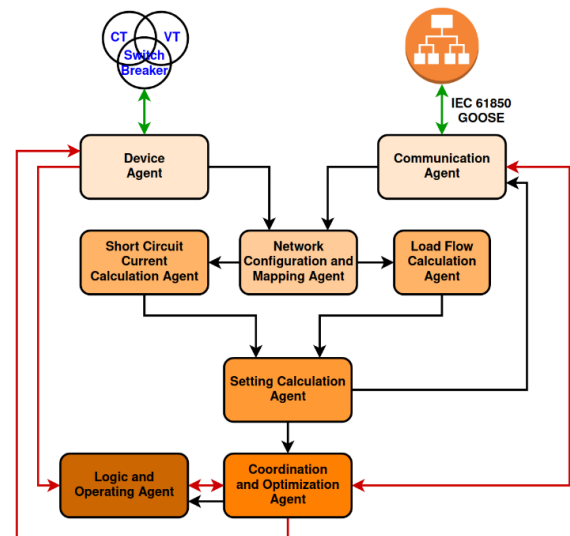 CT VT
Switch
Breaker
IEC 61850
GOOSE
Device
Agent
Communication
Agent
Short Circuit
Current
Calculation Agent
Network
Configuration and
Mapping Agent
Load Flow
Calculation
Agent
Setting Calculation
Agent
Logic and
Operating Agent
Coordination
and Optimization
Agent